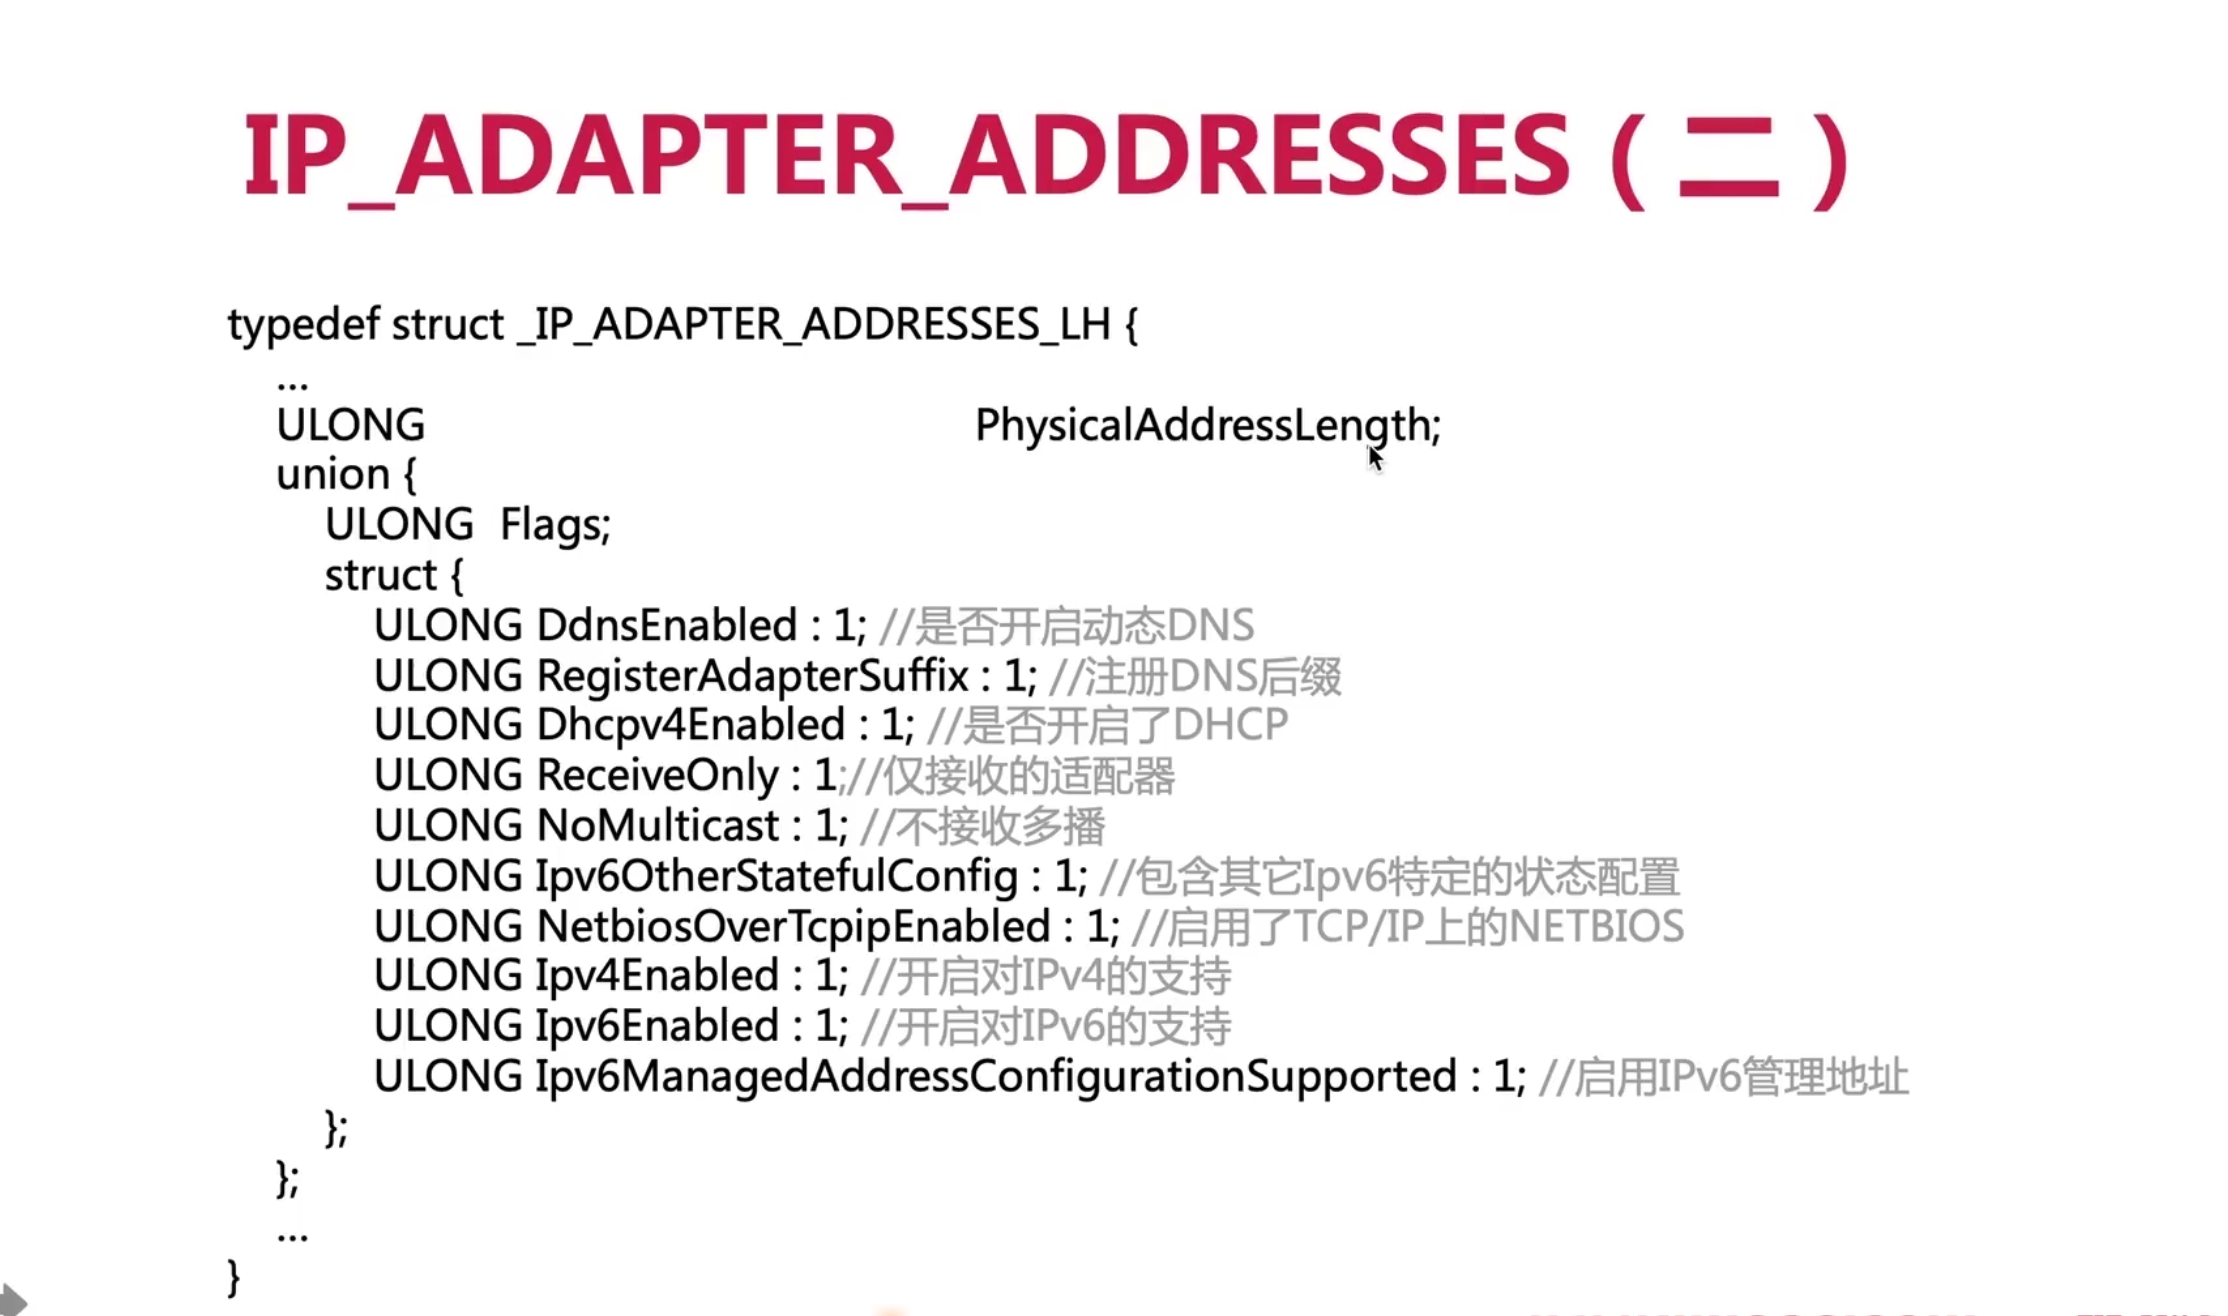 IP_ADAPTER_ADDRESSES（二）
typedef struct _IP_ADAPTER_ADDRESSES_LH {
...
ULONG PhysicalAddressLength;
union {
ULONG Flags;
struct {
ULONG DdnsEnabled : 1; //是否开启动态DNS
ULONG RegisterAdapterSuffix : 1; //注册DNS后缀
ULONG Dhcpv4Enabled : 1; //是否开启了DHCP
ULONG ReceiveOnly : 1;//仅接收的适配器
ULONG NoMulticast : 1; //不接收多播
ULONG Ipv6OtherStatefulConfig : 1; //包含其它Ipv6特定的状态配置
ULONG NetbiosOverTcpipEnabled : 1; //启用了TCP/IP上的NETBIOS
ULONG Ipv4Enabled : 1; //开启对IPv4的支持
ULONG Ipv6Enabled : 1; //开启对IPv6的支持
ULONG Ipv6ManagedAddressConfigurationSupported : 1; //启用IPv6管理地址
};
};
...
}